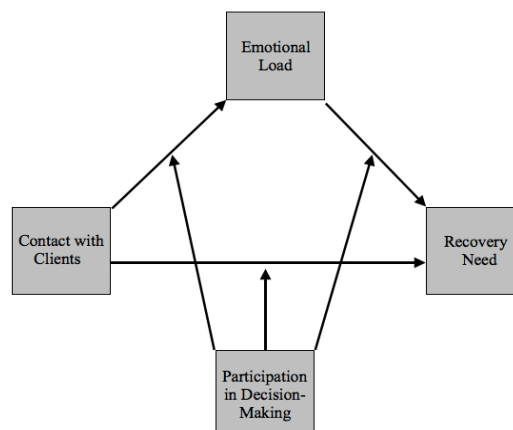 Emotional
Load
Contact with
Clients
Recovery
Need
Participation
in Decision-
Making